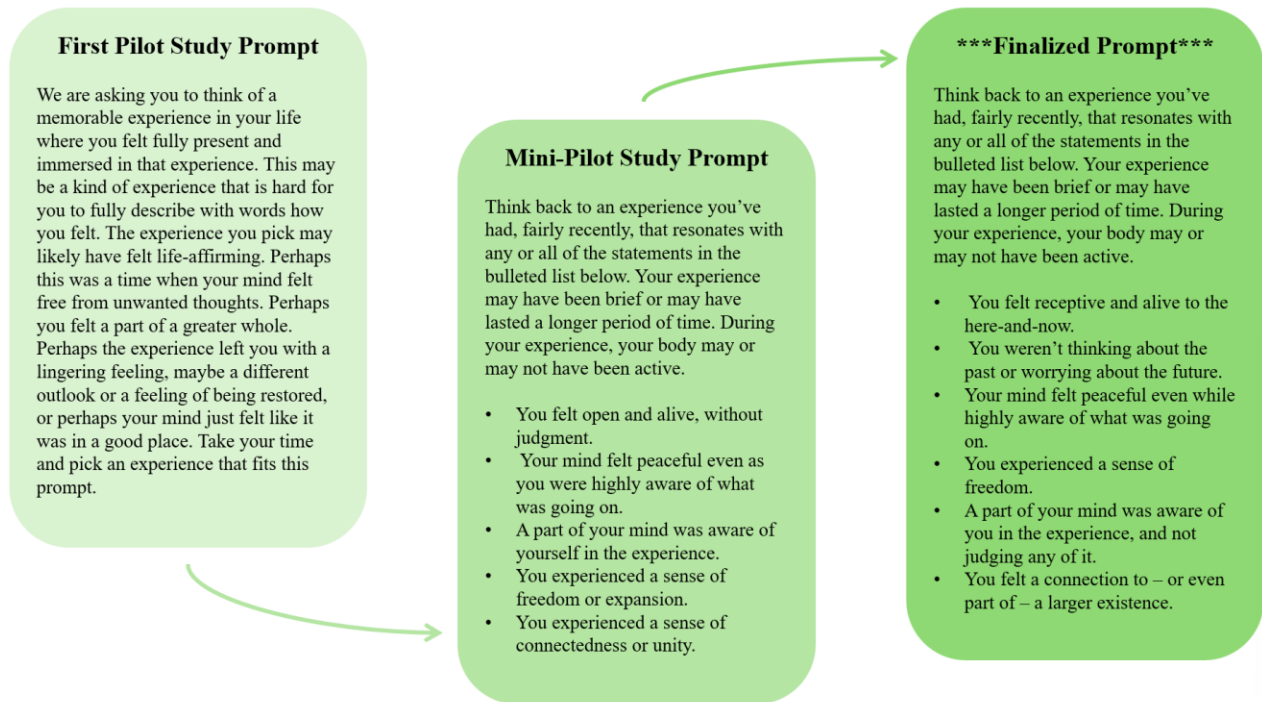 First Pilot Study Prompt
We are asking you to think of a
memorable experience in your life
where you felt fully present and
immersed in that experience. This may
be a kind of experience that is hard for
you to fully describe with words how
you felt. The experience you pick may
likely have felt life-affirming. Perhaps
this was a time when your mind felt
free from unwanted thoughts. Perhaps
you felt a part of a greater whole.
Perhaps the experience left you with a
lingering feeling, maybe a different
outlook or a feeling of being restored,
or perhaps your mind just felt like it
was in a good place. Take your time
and pick an experience that fits this
prompt.
Mini-Pilot Study Prompt
Think back to an experience you’ve
had, fairly recently, that resonates with
any or all of the statements in the
bulleted list below. Your experience
may have been brief or may have
lasted a longer period of time. During
your experience, your body may or
may not have been active.
• You felt open and alive, without
judgment.
• Your mind felt peaceful even as
you were highly aware of what
was going on.
• A part of your mind was aware of
yourself in the experience.
• You experienced a sense of
freedom or expansion.
• You experienced a sense of
connectedness or unity.
***Finalized Prompt***
Think back to an experience you’ve
had, fairly recently, that resonates with
any or all of the statements in the
bulleted list below. Your experience
may have been brief or may have
lasted a longer period of time. During
your experience, your body may or
may not have been active.
• You felt receptive and alive to the
here-and-now.
• You weren’t thinking about the
past or worrying about the future.
• Your mind felt peaceful even while
highly aware of what was going
on.
• You experienced a sense of
freedom.
• A part of your mind was aware of
you in the experience, and not
judging any of it.
• You felt a connection to – or even
part of – a larger existence.